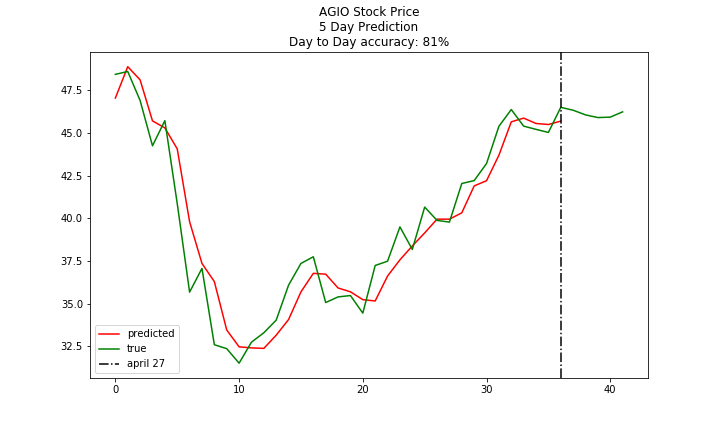 AGIO Stock Price
5 Day Prediction
Day to Day accuracy: 81%
47.5
45.0
42.5
40.0
37.5
35.0
32.5
predicted
true
april 27
0 10 20 30 40